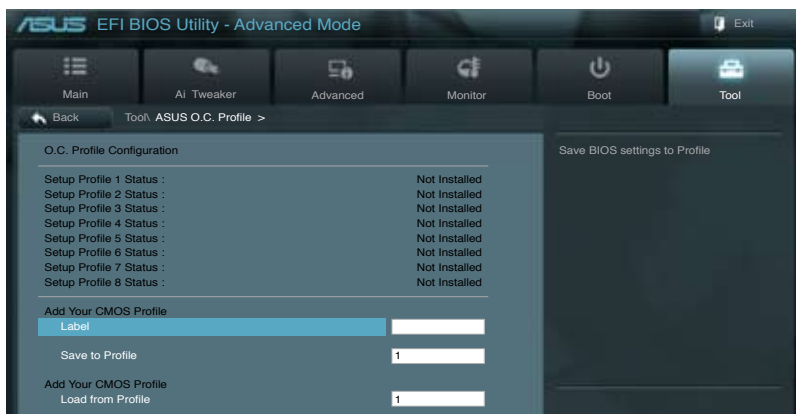 ASUS EFI BIOS Utility - Advanced Mode
Exit
Main
Ai Tweaker
Advanced
Monitor
Boot
Tool
Back
Tool\ ASUS O.C. Profile >
O.C. Profile Configuration
Save BIOS settings to Profile
Setup Profile 1 Status : Not Installed
Setup Profile 2 Status : Not Installed
Setup Profile 3 Status : Not Installed
Setup Profile 4 Status : Not Installed
Setup Profile 5 Status : Not Installed
Setup Profile 6 Status : Not Installed
Setup Profile 7 Status : Not Installed
Setup Profile 8 Status : Not Installed
Add Your CMOS Profile
Label
Save to Profile 1
Add Your CMOS Profile
Load from Profile 1